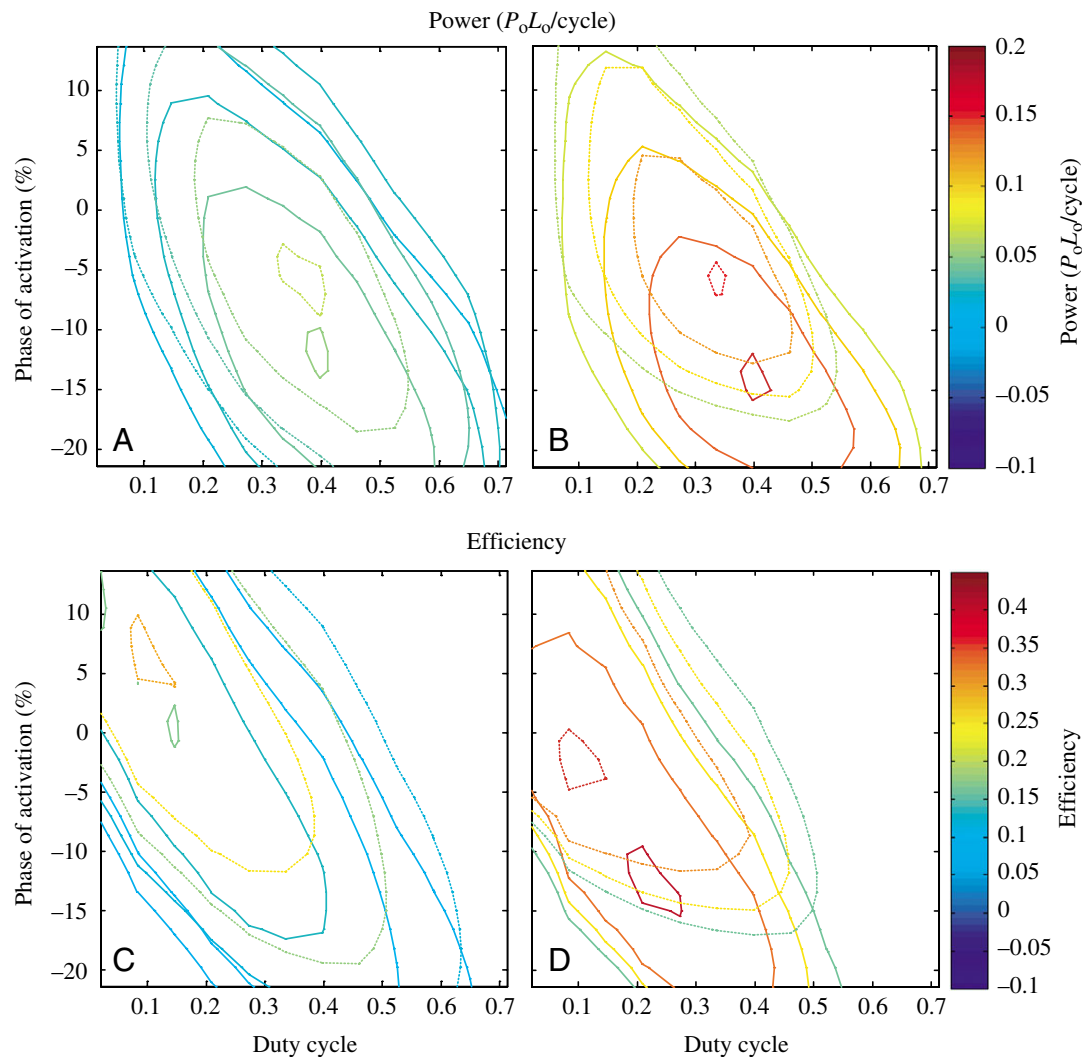 Power (PoLo/cycle)
10
5
0
–5
–10
–15
–20
Phase of activation (%)
A
0.1 0.2 0.3 0.4 0.5 0.6 0.7
B
0.1 0.2 0.3 0.4 0.5 0.6 0.7
0.2
0.15
0.1
0.05
0
–0.05
–0.1
Power (PoLo/cycle)
Efficiency
10
5
0
–5
–10
–15
–20
Phase of activation (%)
C
0.1 0.2 0.3 0.4 0.5 0.6 0.7
Duty cycle
D
0.1 0.2 0.3 0.4 0.5 0.6 0.7
Duty cycle
0.4
0.35
0.3
0.25
0.2
0.15
0.1
0.05
0
–0.05
–0.1
Efficiency